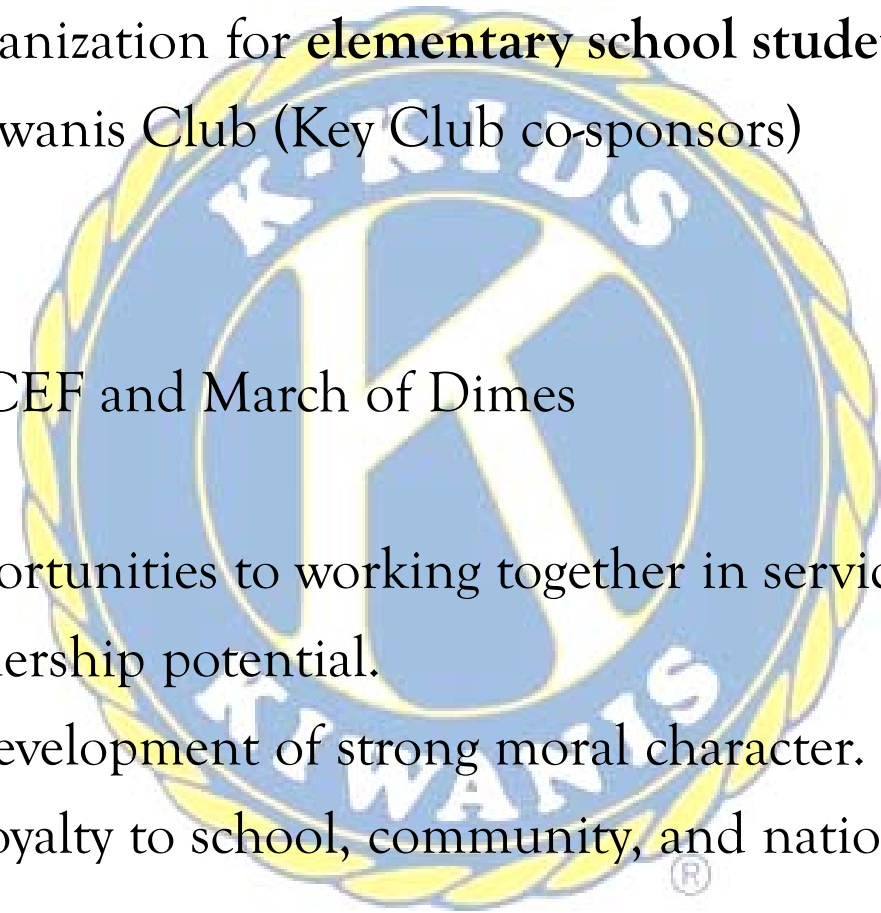 anization for elementary school stude
wanis Club (Key Club co-sponsors)
K-KIDS
CEF and March of Dimes
ortunities to working together in servic
ership potential.
KIWANIS
evelopment of strong moral character.
oyalty to school, community, and natio
®